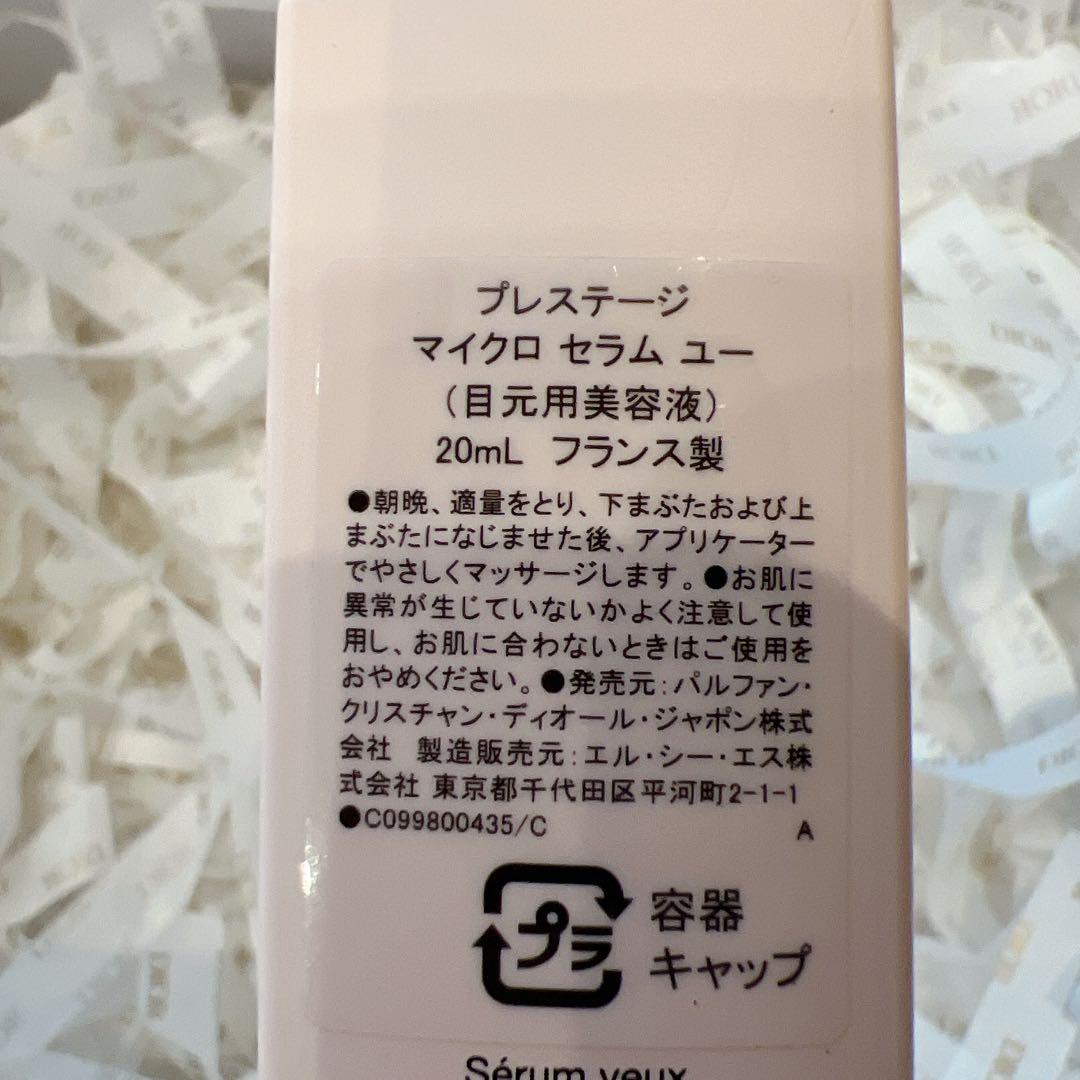 プレステージ
マイクロ セラム ユー
（目元用美容液）
20mL フランス製
●朝晩、適量をとり、下まぶたおよび上
まぶたになじませた後、アプリケーター
でやさしくマッサージします。●お肌に
異常が生じていないかよく注意して使
用し、お肌に合わないときはご使用を
おやめください。●発売元：パルファン・
クリスチャン・ディオール・ジャポン株式
会社 製造販売元：エル・シー・エス株
式会社 東京都千代田区平河町2-1-1
●C099800435/C A
プラ
容器
キャップ
Sérum yeux